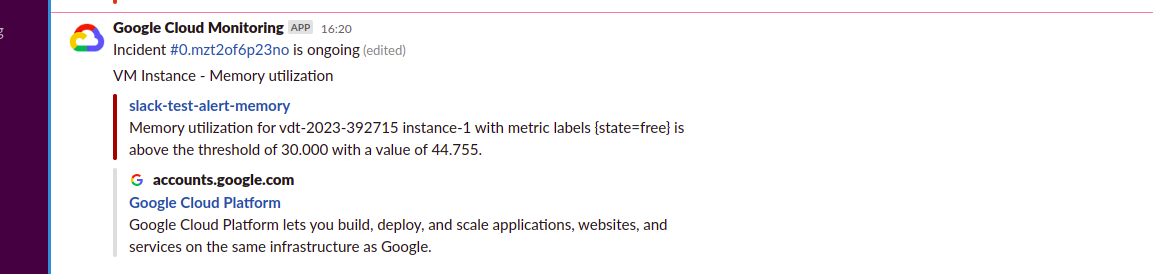 Google Cloud Monitoring APP 16:20
Incident #0.mzt2of6p23no is ongoing (edited)
VM Instance - Memory utilization
slack-test-alert-memory
Memory utilization for vdt-2023-392715 instance-1 with metric labels {state=free} is
above the threshold of 30.000 with a value of 44.755.
accounts.google.com
Google Cloud Platform
Google Cloud Platform lets you build, deploy, and scale applications, websites, and
services on the same infrastructure as Google.